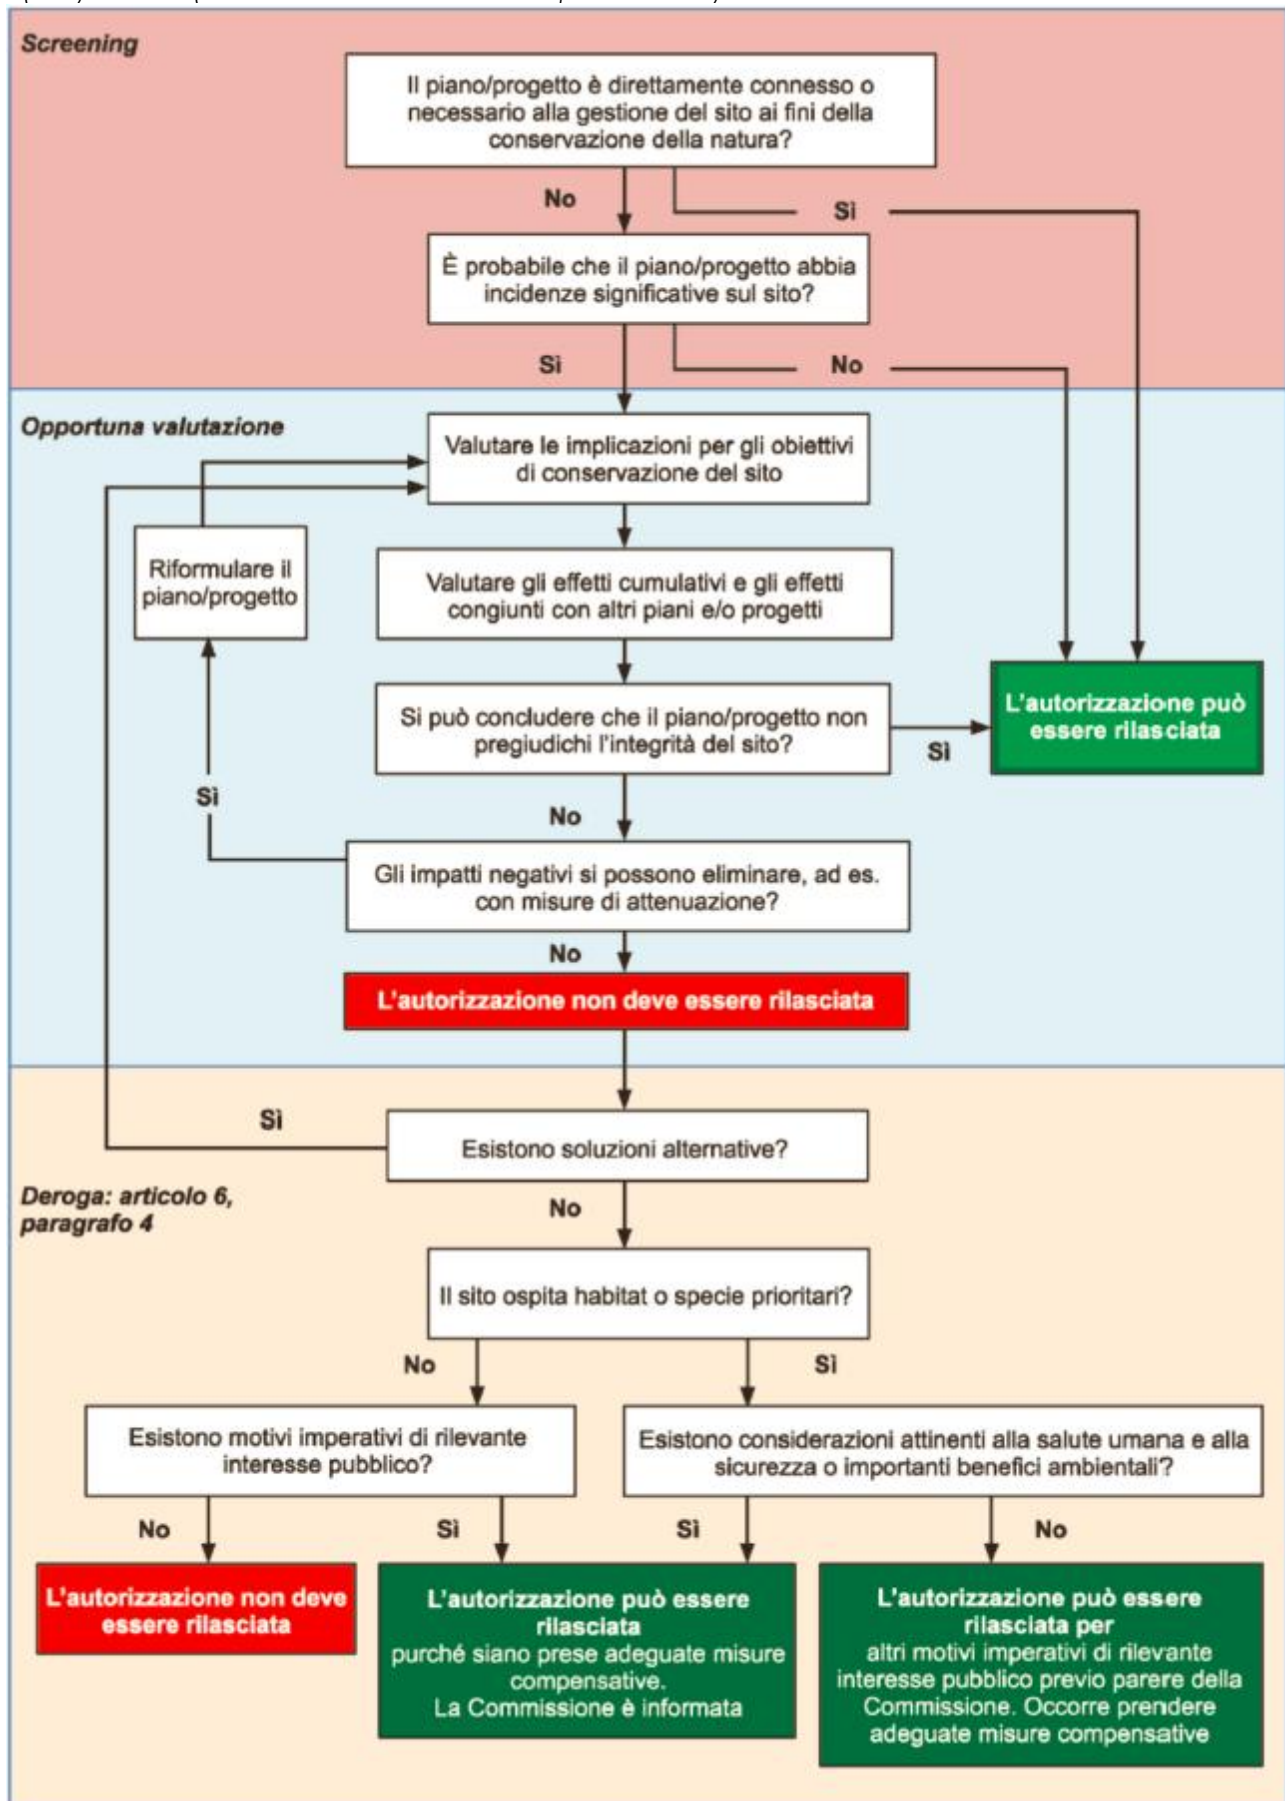 Screening
Il piano/progetto è direttamente connesso o
necessario alla gestione del sito ai fini della
conservazione della natura?
No
Sì
È probabile che il piano/progetto abbia
incidenze significative sul sito?
Sì
No
Opportuna valutazione
Valutare le implicazioni per gli obiettivi
di conservazione del sito
Riformulare il
piano/progetto
Valutare gli effetti cumulativi e gli effetti
congiunti con altri piani e/o progetti
Si può concludere che il piano/progetto non
pregiudichi l'integrità del sito?
Sì
L'autorizzazione può
essere rilasciata
Sì
No
Gli impatti negativi si possono eliminare, ad es.
con misure di attenuazione?
No
L'autorizzazione non deve essere rilasciata
Sì
Esistono soluzioni alternative?
Deroga: articolo 6,
paragrafo 4
No
Il sito ospita habitat o specie prioritari?
No
Sì
Esistono motivi imperativi di rilevante
interesse pubblico?
Esistono considerazioni attinenti alla salute umana e alla
sicurezza o importanti benefici ambientali?
No
Sì
Sì
No
L'autorizzazione non deve
essere rilasciata
L'autorizzazione può essere
rilasciata
purché siano prese adeguate misure
compensative.
La Commissione è informata
L'autorizzazione può essere
rilasciata per
altri motivi imperativi di rilevante
interesse pubblico previo parere della
Commissione. Occorre prendere
adeguate misure compensative